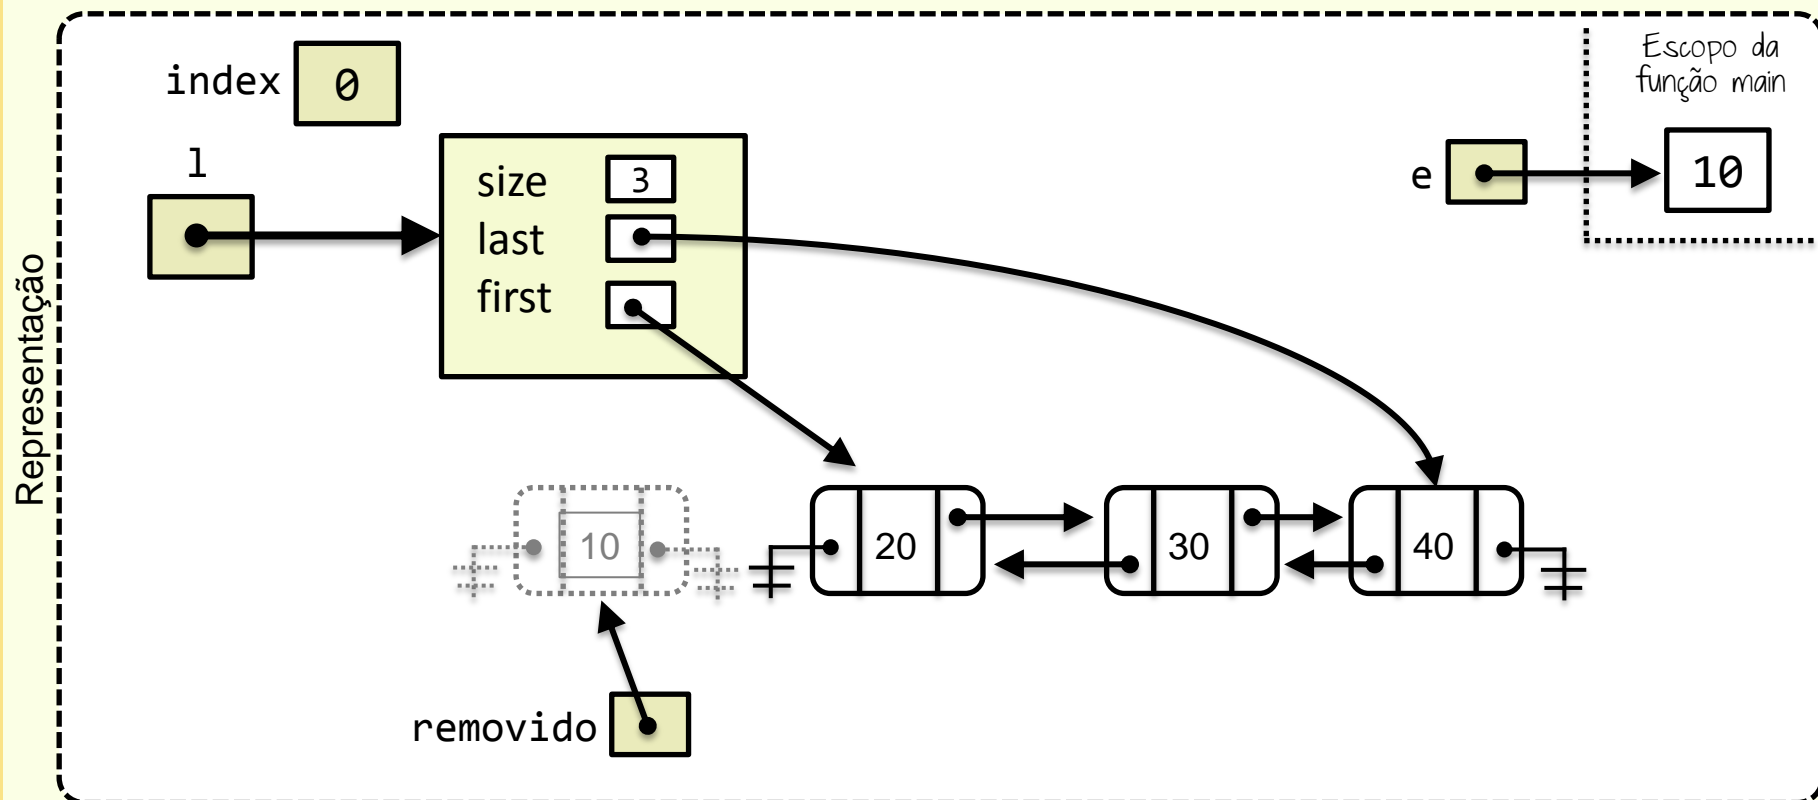 Representação
index
0
l
size
3
last
first
e
Escopo da
função main
10
10
20
30
40
removido